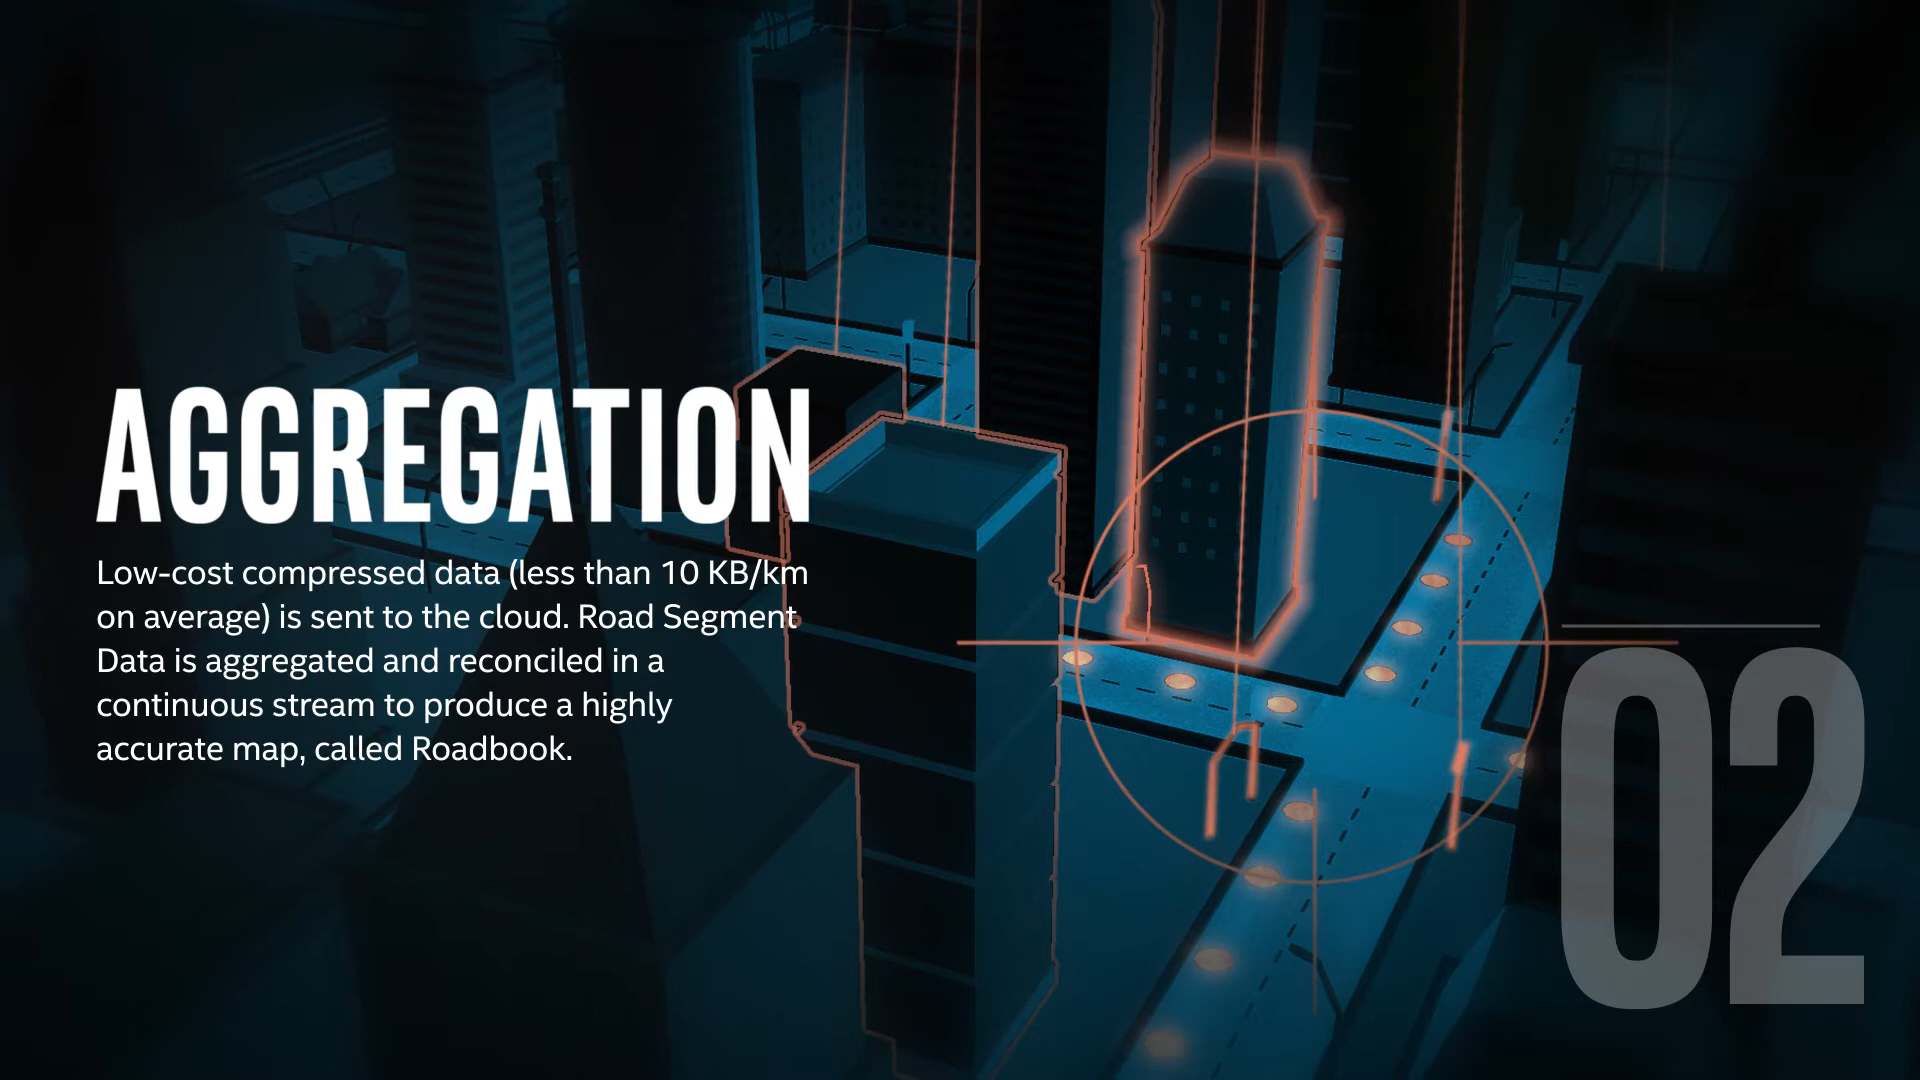 AGGREGATION
Low-cost compressed data (less than 10 KB/km
on average) is sent to the cloud. Road Segment
Data is aggregated and reconciled in a
continuous stream to produce a highly
accurate map, called Roadbook.
02